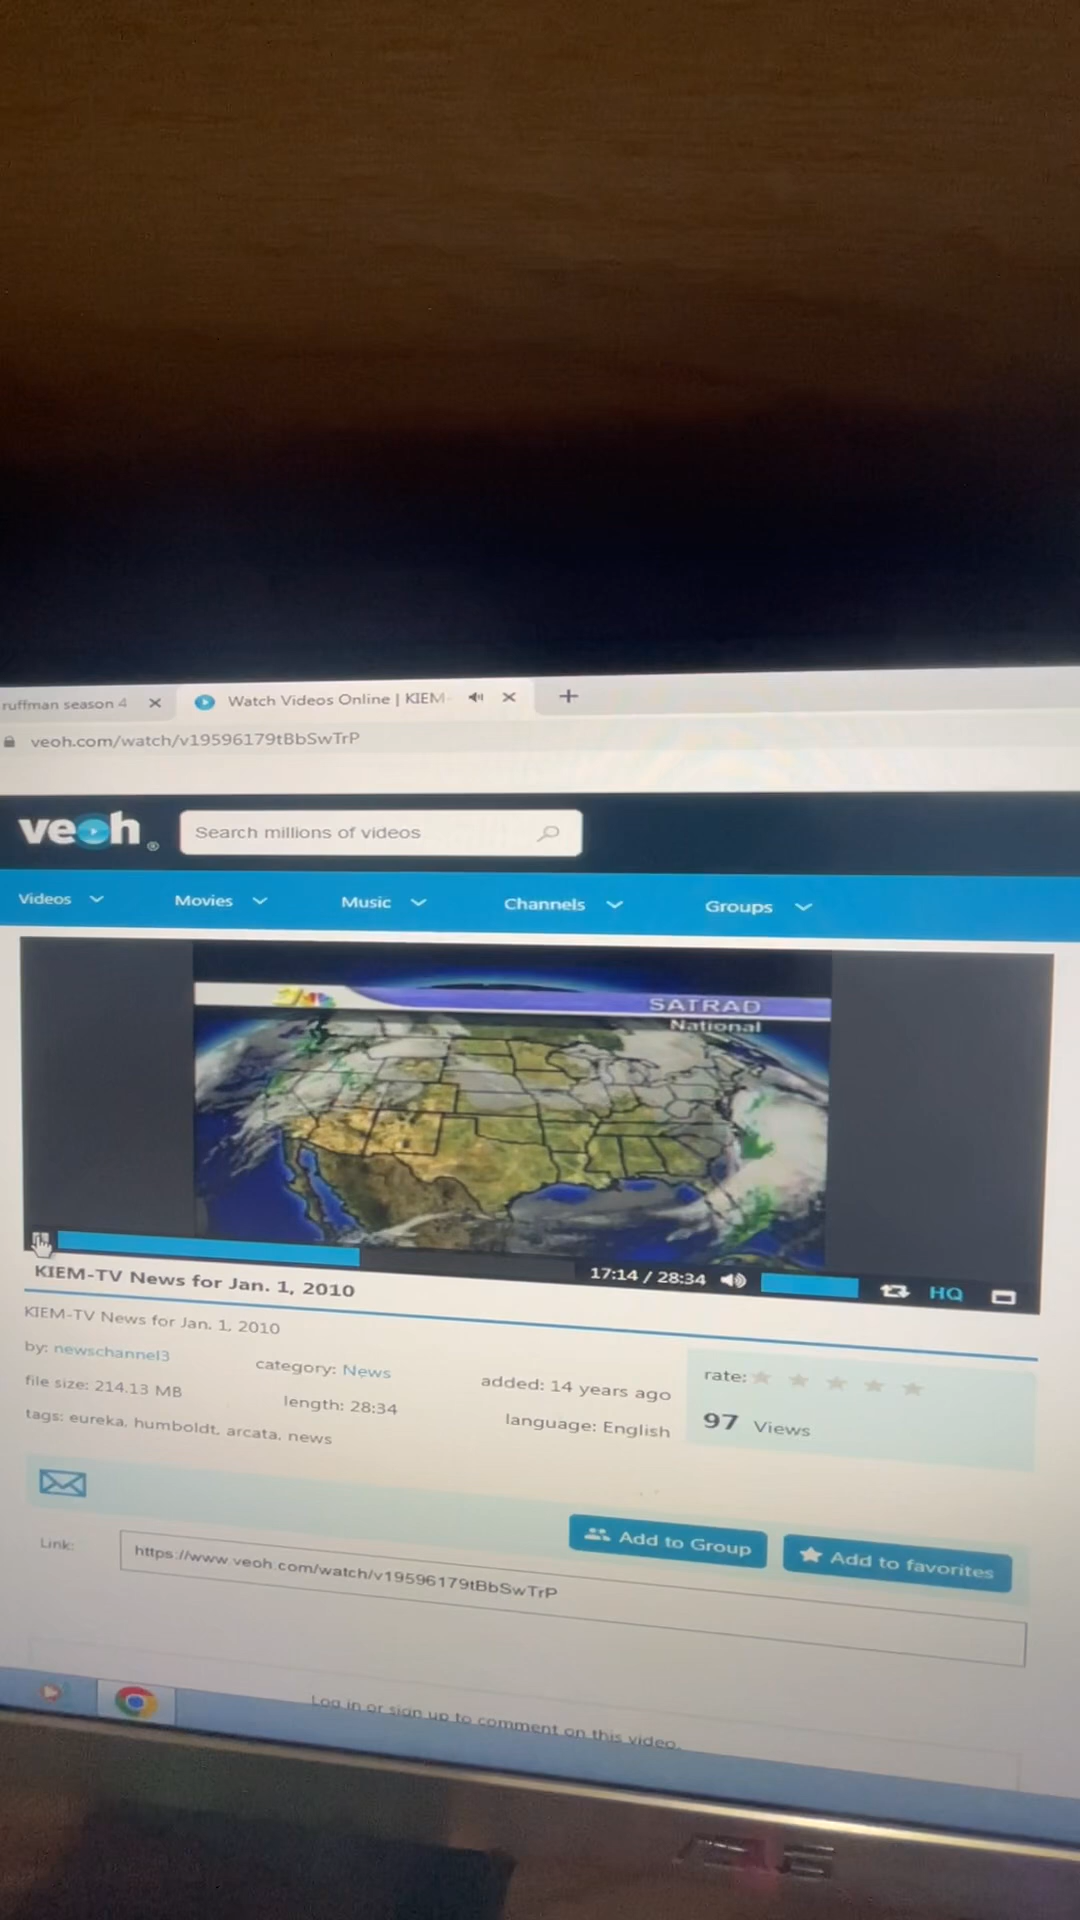 ruffman season 4
Watch Videos Online | KIEM-
veoh.com/watch/v19596179tBbSwTrP
veoh
Search millions of videos
Videos Movies Music Channels Groups
SATRAD
National
17:14 / 28:34
HQ
KIEM-TV News for Jan. 1, 2010
KIEM-TV News for Jan. 1, 2010
by: newschannel3 category: News added: 14 years ago rate:
file size: 214.13 MB length: 28:34 language: English 97 Views
tags: eureka, humboldt, arcata, news
Add to Group Add to favorites
Link: https://www.veoh.com/watch/v19596179tBbSwTrP
Log in or sign up to comment on this video.